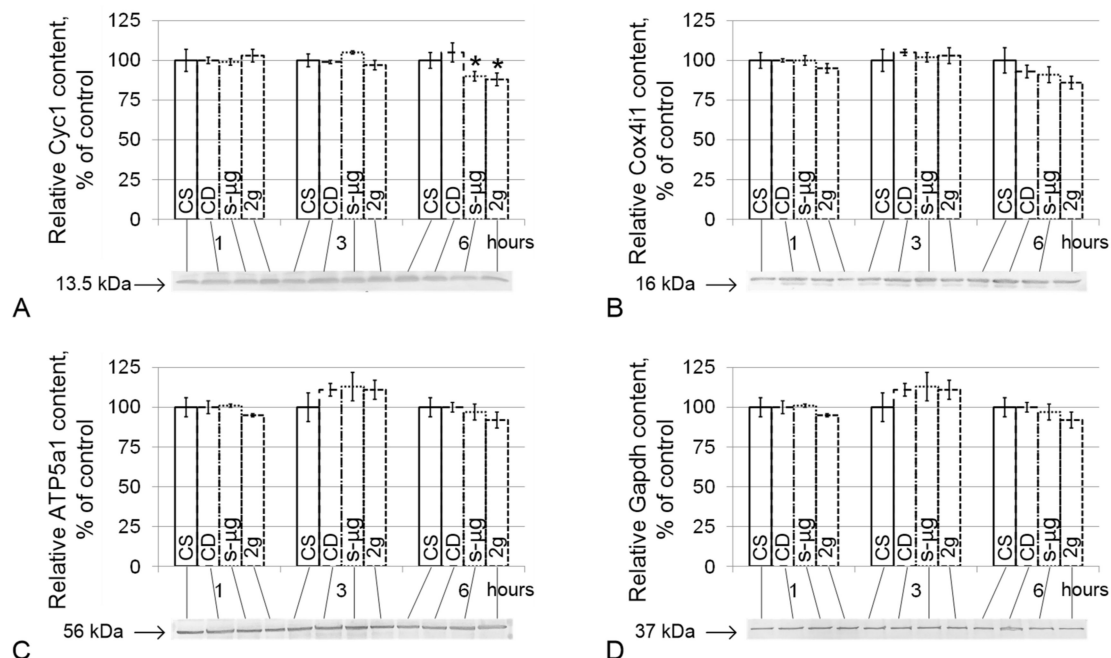 Relative Cyc1 content,
% of control
125
100
75
50
25
0
CS
CD
s-µg
2g
CS
CD
s-µg
2g
CS
CD
s-µg
2g
*
*
1
3
6
hours
13.5 kDa
A
Relative Cox4i1 content,
% of control
125
100
75
50
25
0
CS
CD
s-µg
2g
CS
CD
s-µg
2g
CS
CD
s-µg
2g
1
3
6
hours
16 kDa
B
Relative ATP5a1 content,
% of control
125
100
75
50
25
0
CS
CD
s-µg
2g
CS
CD
s-µg
2g
CS
CD
s-µg
2g
1
3
6
hours
56 kDa
C
Relative Gapdh content,
% of control
125
100
75
50
25
0
CS
CD
s-µg
2g
CS
CD
s-µg
2g
CS
CD
s-µg
2g
1
3
6
hours
37 kDa
D